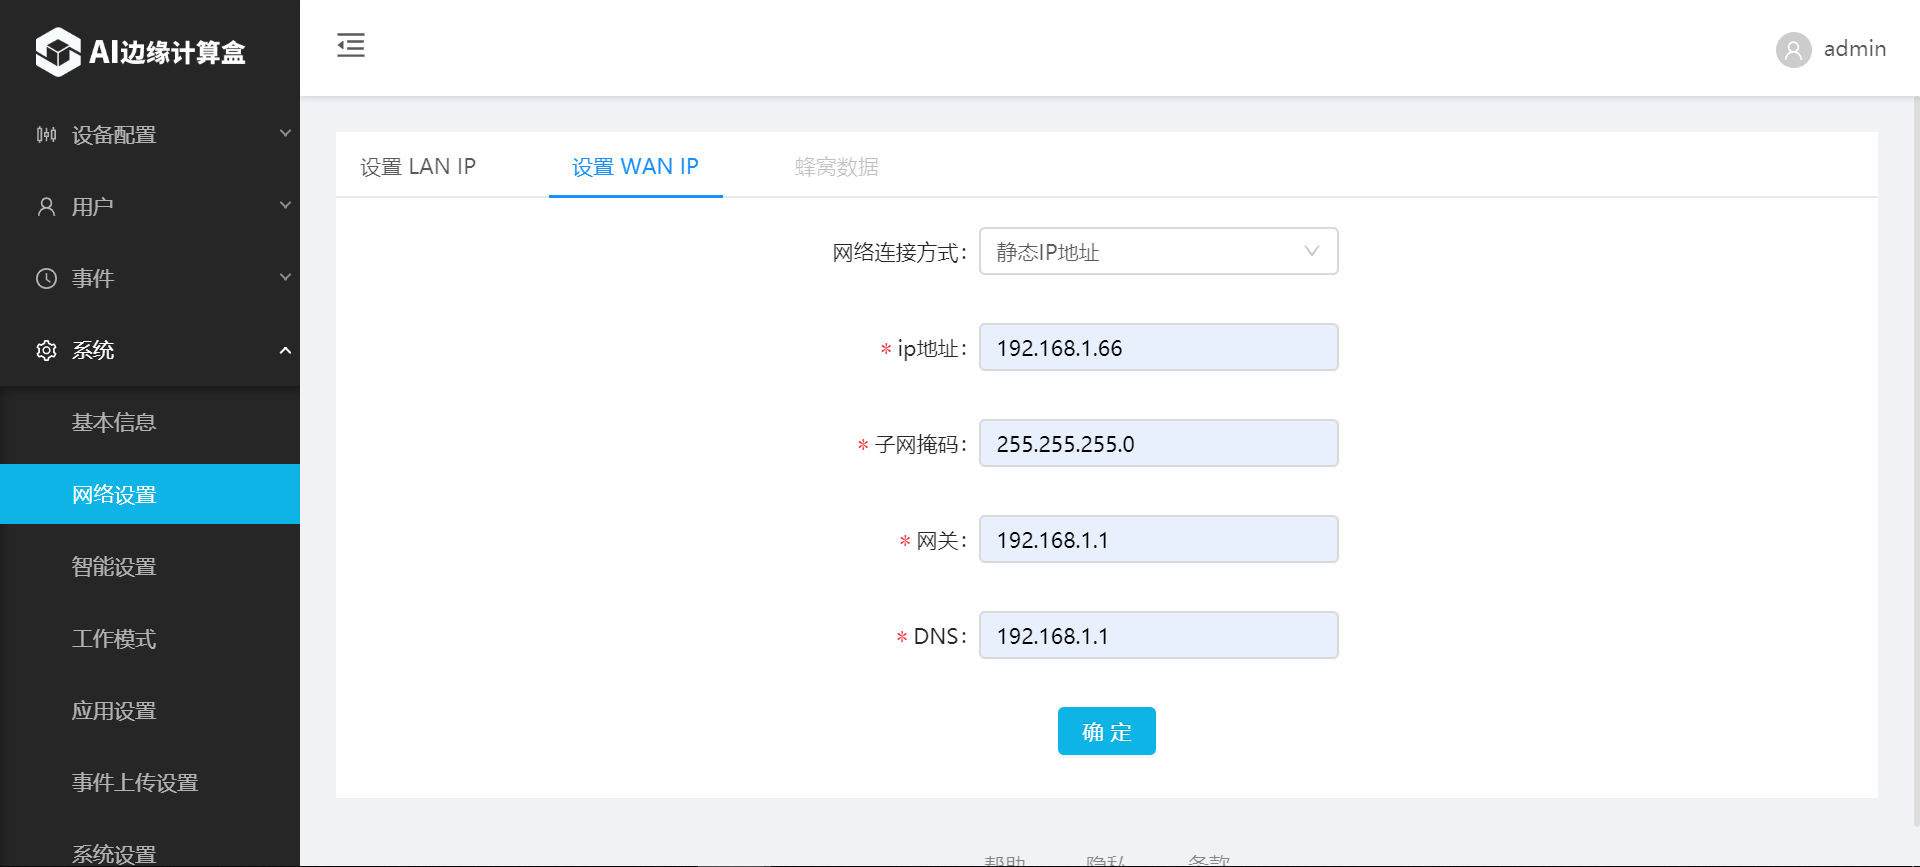 AI边缘计算盒
admin
设备配置
用户
事件
系统
基本信息
网络设置
智能设置
工作模式
应用设置
事件上传设置
系统设置
设置 LAN IP
设置 WAN IP
蜂窝数据
网络连接方式: 静态IP地址
* ip地址: 192.168.1.66
* 子网掩码: 255.255.255.0
* 网关: 192.168.1.1
* DNS: 192.168.1.1
确 定
帮助 隐私 条款